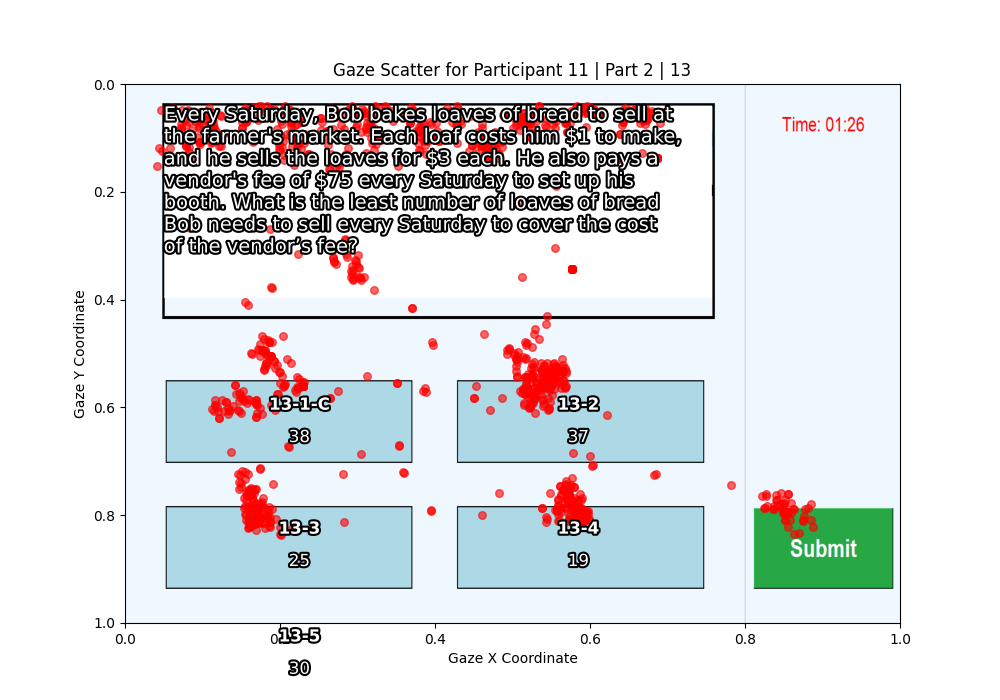 Gaze Scatter for Participant 11 | Part 2 | 13
Every Saturday, Bob bakes loaves of bread to sell at
the farmer's market. Each loaf costs him $1 to make,
and he sells the loaves for $3 each. He also pays a
vendor's fee of $75 every Saturday to set up his
booth. What is the least number of loaves of bread
Bob needs to sell every Saturday to cover the cost
of the vendor’s fee?
Time: 01:26
13-1-C
38
13-2
37
13-3
25
13-4
19
Submit
13-5
30
Gaze X Coordinate
Gaze Y Coordinate
0.0
0.2
0.4
0.6
0.8
1.0
0.0
0.2
0.4
0.6
0.8
1.0